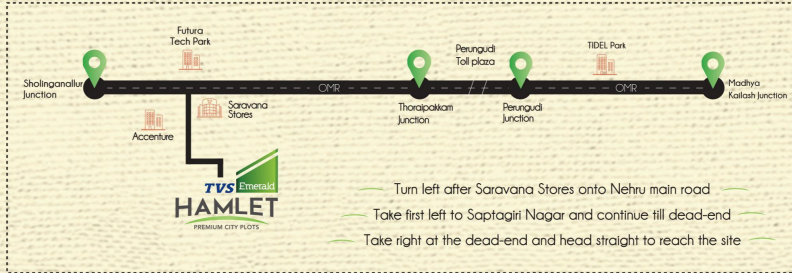 Futura
Tech Park
Sholinganallur
Junction
OMR
Perungudi
Toll plaza
TIDEL Park
OMR
Madhya
Kailash Junction
Saravana
Stores
Accenture
Thoraipakkam
Junction
Perungudi
Junction
TVS Emerald
HAMLET
PREMIUM CITY PLOTS
Turn left after Saravana Stores onto Nehru main road
Take first left to Saptagiri Nagar and continue till dead-end
Take right at the dead-end and head straight to reach the site